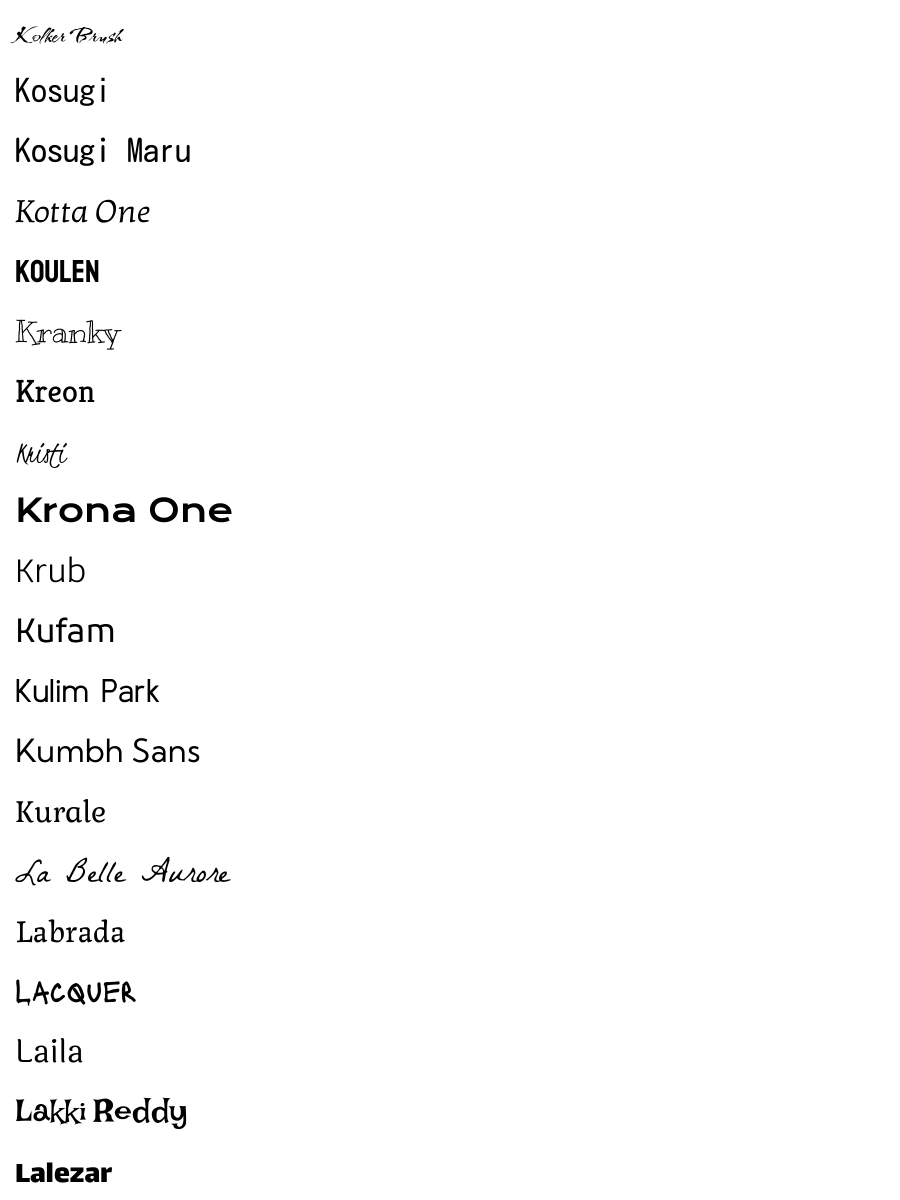 Kolker Brush
Kosugi
Kosugi Maru
Kotta One
KOULEN
Kranky
Kreon
Kristi
Krona One
Krub
Kufam
Kulim Park
Kumbh Sans
Kurale
La Belle Aurore
Labrada
LACQUER
Laila
Lakki Reddy
Lalezar